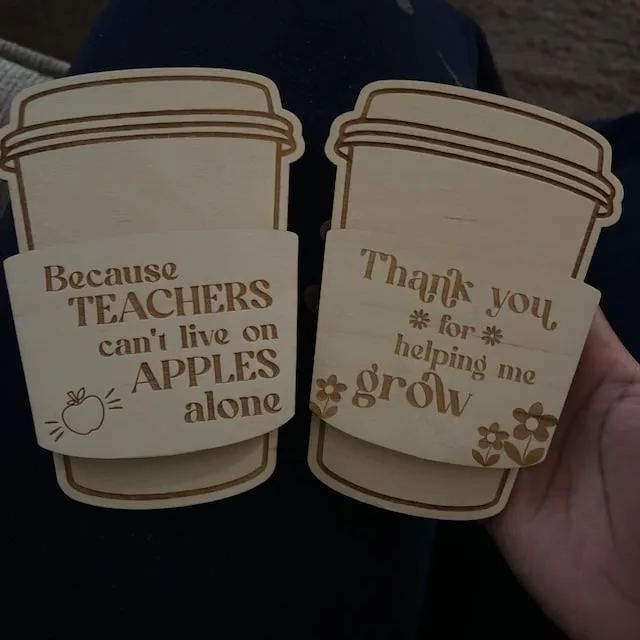 Because
TEACHERS
can't live on
APPLES
alone
Thank you
for
helping me
grow